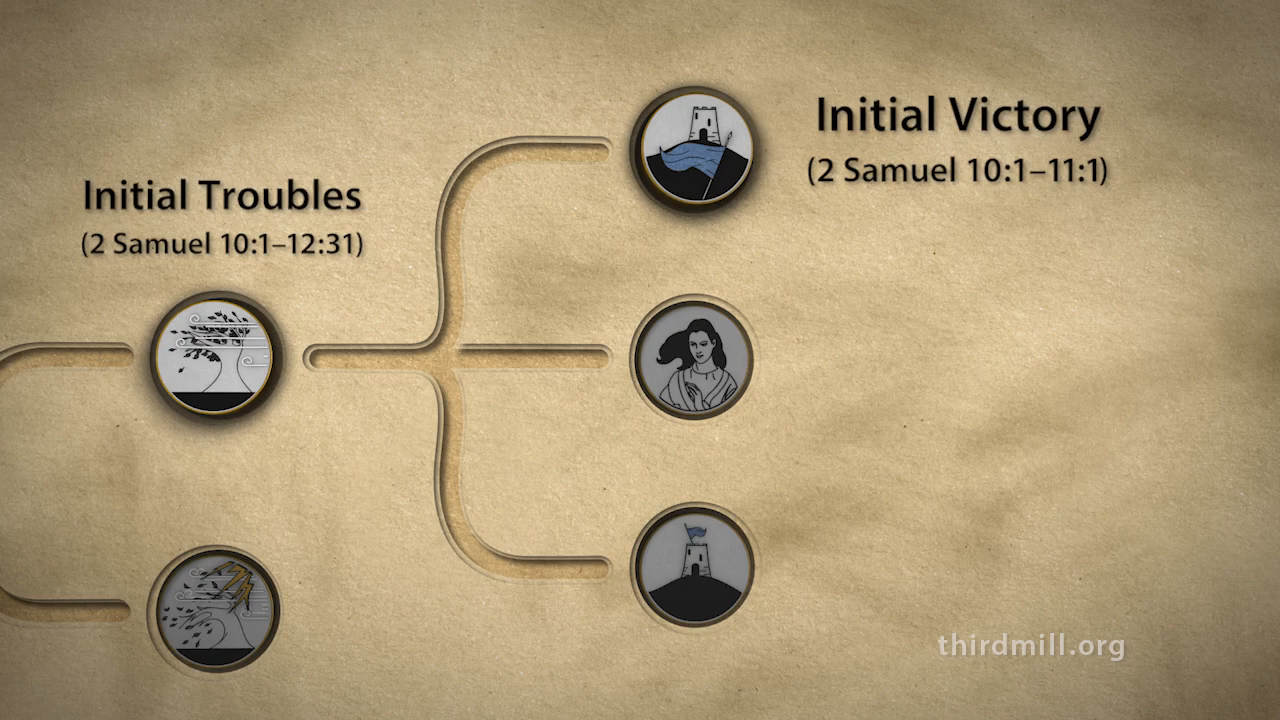 Initial Troubles
(2 Samuel 10:1–12:31)
Initial Victory
(2 Samuel 10:1–11:1)
thirdmill.org